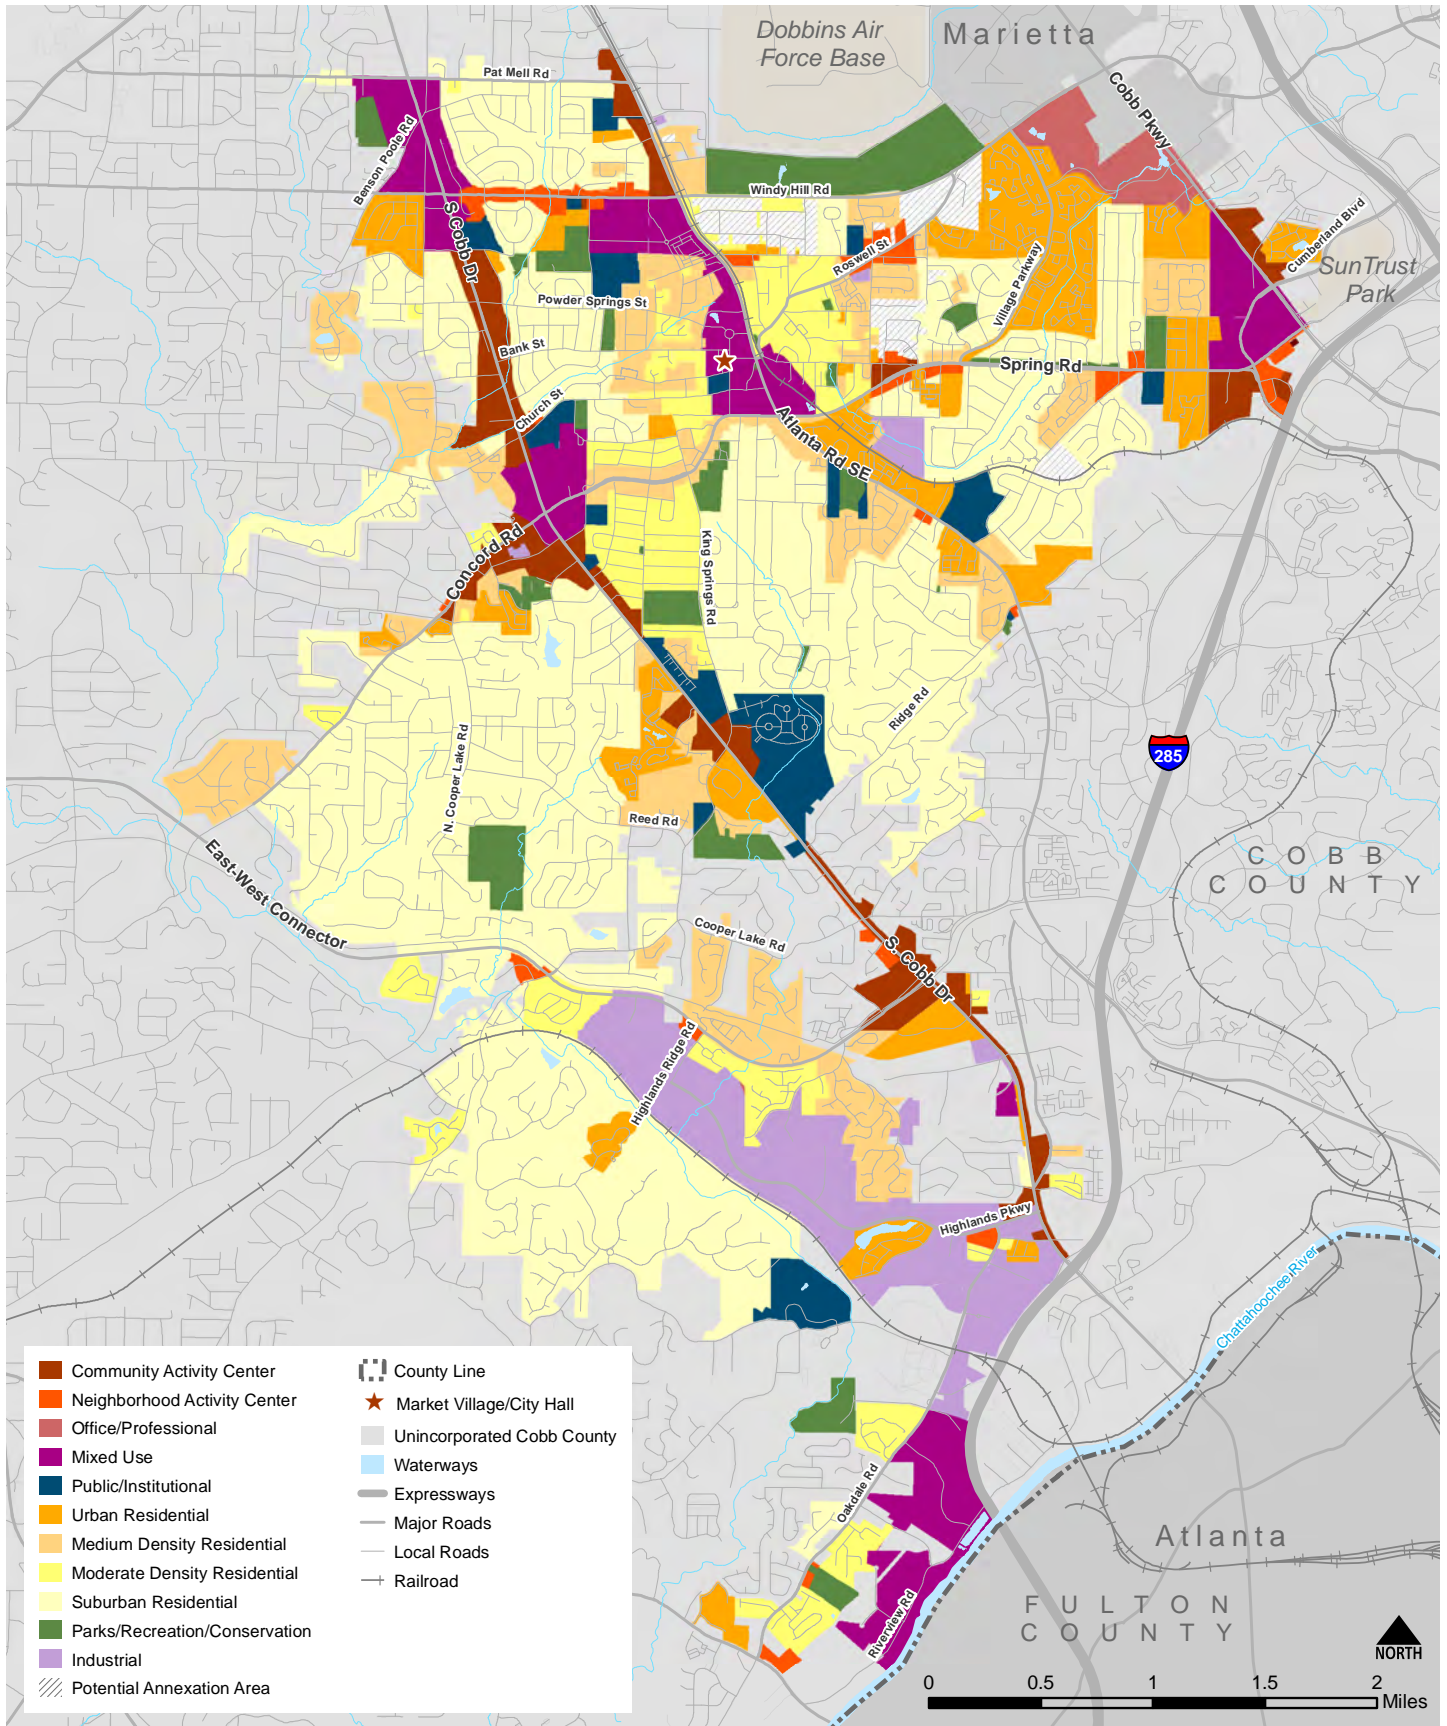 Dobbins Air
Force Base
Marietta
Pat Mell Rd
Cobb Pkwy
Benson Poole Rd
Windy Hill Rd
S Cobb Dr
Roswell St
Cumberland Blvd
SunTrust
Park
Village Parkway
Powder Springs St
Bank St
Spring Rd
Church St
Atlanta Rd SE
Concord Rd
King Springs Rd
Ridge Rd
N. Cooper Lake Rd
285
Reed Rd
East-West Connector
COBB
COUNTY
Cooper Lake Rd
S. Cobb Dr
Highlands Ridge Rd
Highlands Pkwy
Chattahoochee River
Oakdale Rd
Riverview Rd
Atlanta
FULTON
COUNTY
Community Activity Center
Neighborhood Activity Center
Office/Professional
Mixed Use
Public/Institutional
Urban Residential
Medium Density Residential
Moderate Density Residential
Suburban Residential
Parks/Recreation/Conservation
Industrial
Potential Annexation Area
County Line
Market Village/City Hall
Unincorporated Cobb County
Waterways
Expressways
Major Roads
Local Roads
Railroad
NORTH
0 0.5 1 1.5 2
Miles